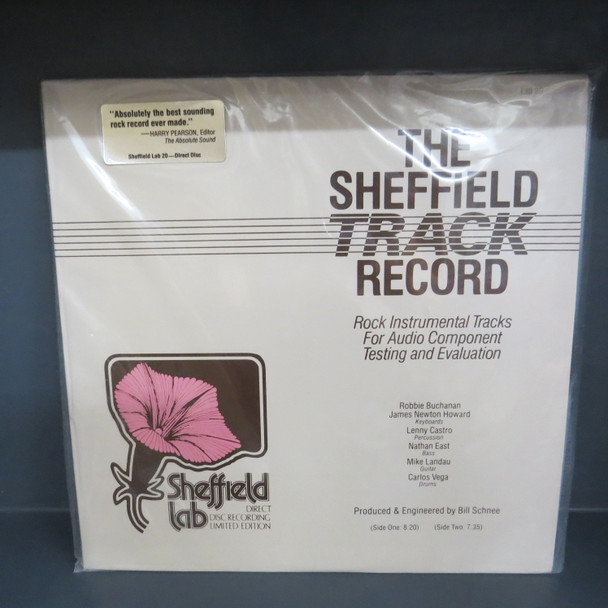 "Absolutely the best sounding
rock record ever made."
—HARRY PEARSON, Editor
The Absolute Sound
Sheffield Lab 20—Direct Disc
THE
SHEFFIELD
TRACK
RECORD
Rock Instrumental Tracks
For Audio Component
Testing and Evaluation
Robbie Buchanan
James Newton Howard
Keyboards
Lenny Castro
Percussion
Nathan East
Bass
Mike Landau
Guitar
Carlos Vega
Drums
Produced & Engineered by Bill Schnee
(Side One: 8:20) (Side Two: 7:35)
Sheffield
lab
DIRECT
DISC RECORDING
LIMITED EDITION